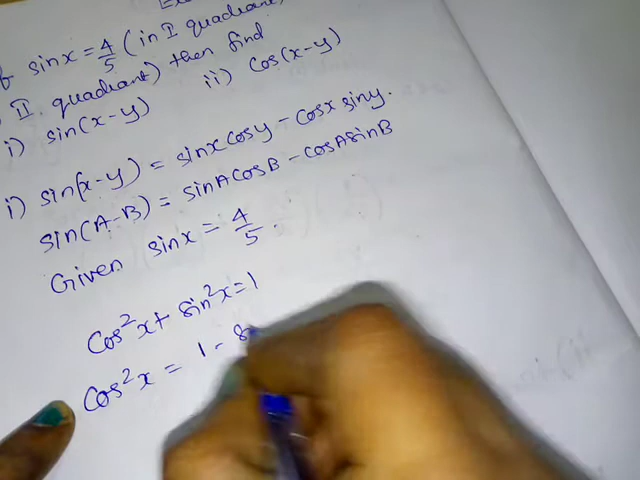 sinx = 4/5 (in I quadrant,
II quadrant) then find
i) sin(x-y) ii) cos(x-y)
i) sin(x-y) = sinx cosy - cosx siny.
sin(A-B) = sinA cosB - cosA sinB
Given sinx = 4/5.
cos²x + sin²x = 1
cos²x = 1 - s